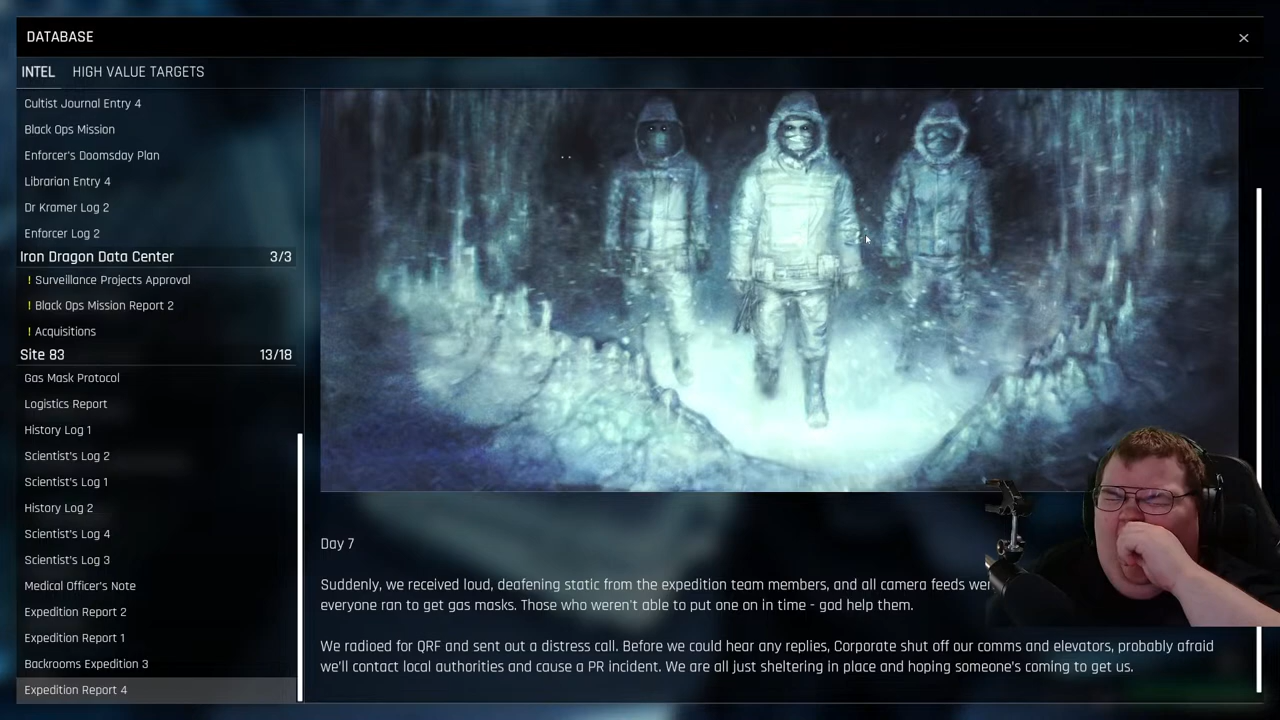 DATABASE
INTEL HIGH VALUE TARGETS
Cultist Journal Entry 4
Black Ops Mission
Enforcer's Doomsday Plan
Librarian Entry 4
Dr Kramer Log 2
Enforcer Log 2
Iron Dragon Data Center 3/3
! Surveillance Projects Approval
! Black Ops Mission Report 2
! Acquisitions
Site 83 13/18
Gas Mask Protocol
Logistics Report
History Log 1
Scientist's Log 2
Scientist's Log 1
History Log 2
Scientist's Log 4
Scientist's Log 3
Medical Officer's Note
Expedition Report 2
Expedition Report 1
Backrooms Expedition 3
Expedition Report 4
Day 7
Suddenly, we received loud, deafening static from the expedition team members, and all camera feeds
everyone ran to get gas masks. Those who weren't able to put one on in time - god help them.
We radioed for QRF and sent out a distress call. Before we could hear any replies, Corporate shut off our comms and elevators, probably afraid
we'll contact local authorities and cause a PR incident. We are all just sheltering in place and hoping someone's coming to get us.